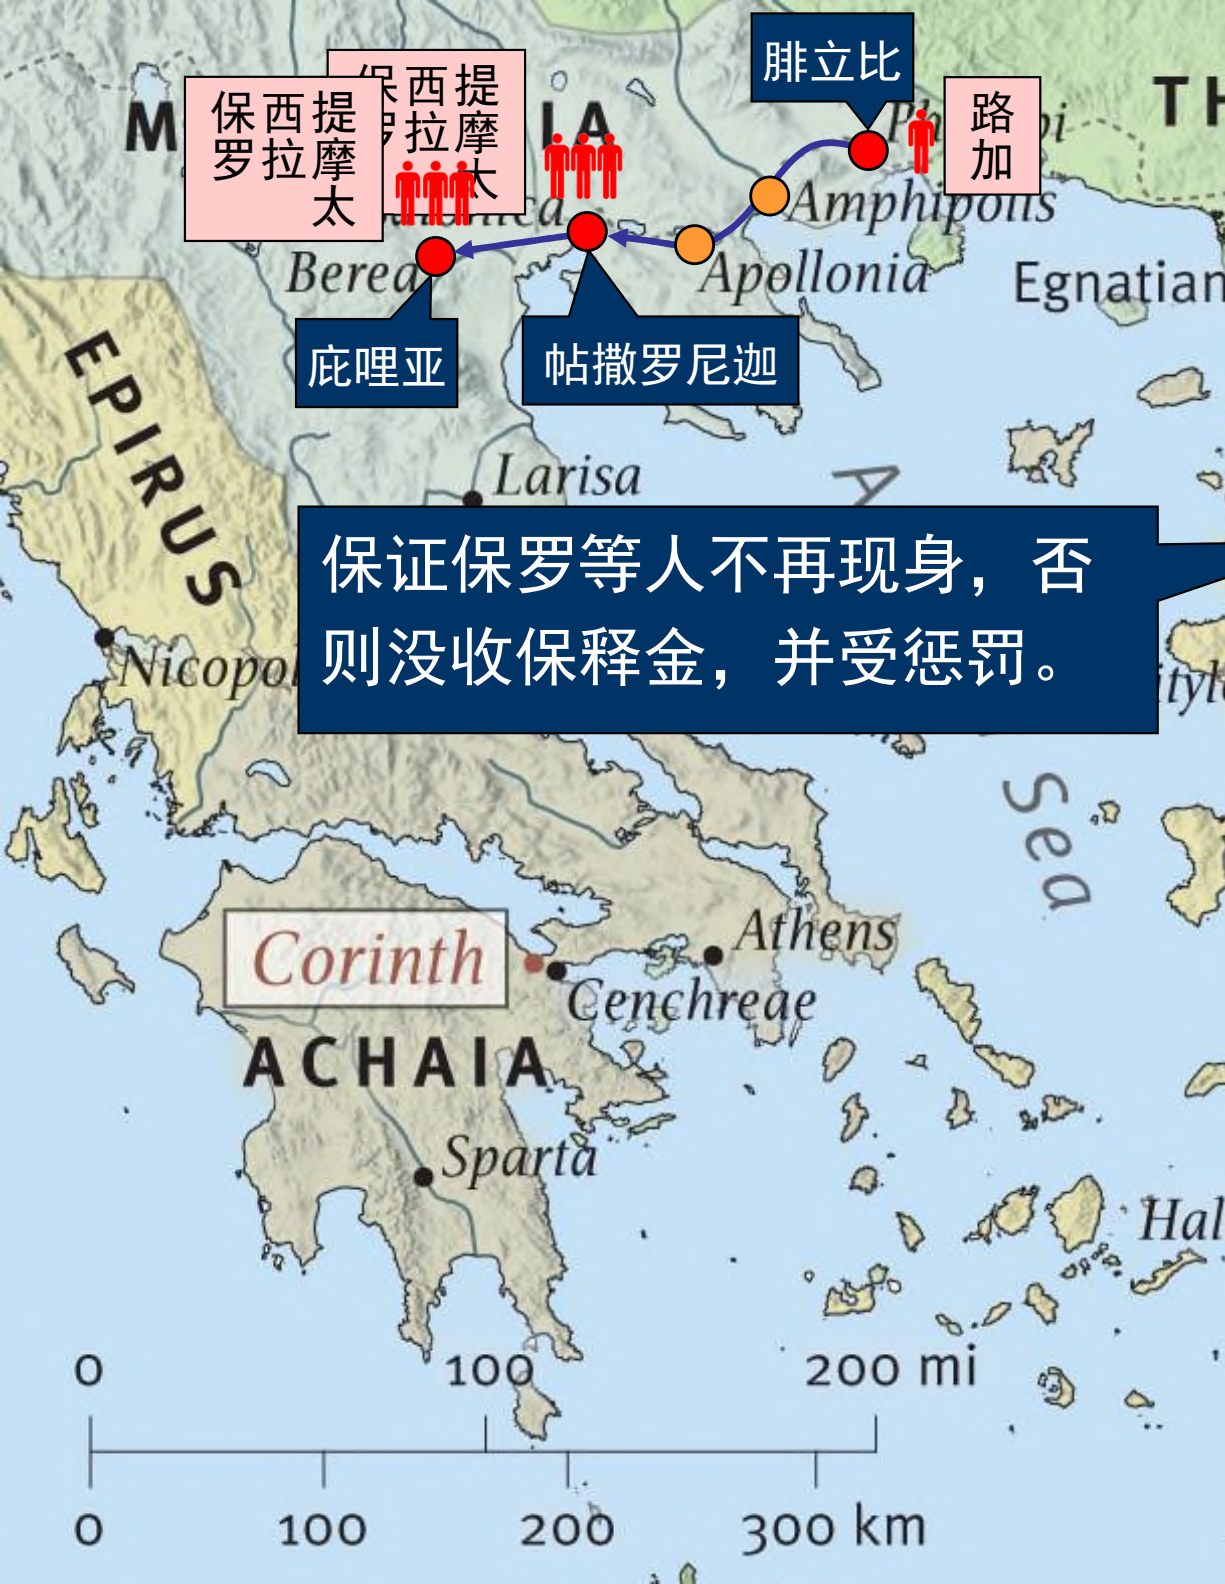 腓立比
保罗
西拉
提摩太
西拉
提摩太
路加
M
IA
TH
Amphipolis
Berea
Apollonia
Egnatian
庇哩亚
帖撒罗尼迦
EPIRUS
Larisa
A
保证保罗等人不再现身，否
则没收保释金，并受惩罚。
Nicopol
Sea
Corinth
Athens
Cenchreae
ACHAIA
Sparta
Hal
0 100 200 mi
0 100 200 300 km